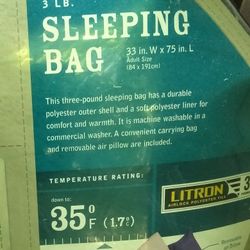 3 LB.
SLEEPING
BAG
33 in. W x 75 in. L
Adult Size
(84 x 191cm)
This three-pound sleeping bag has a durable
polyester outer shell and a soft polyester liner for
comfort and warmth. It is machine washable in a
commercial washer. A convenient carrying bag
and removable air pillow are included.
TEMPERATURE RATING:
down to:
35° F (1.7°)
LITRON
AIRLOCK POLYESTER FILL
3